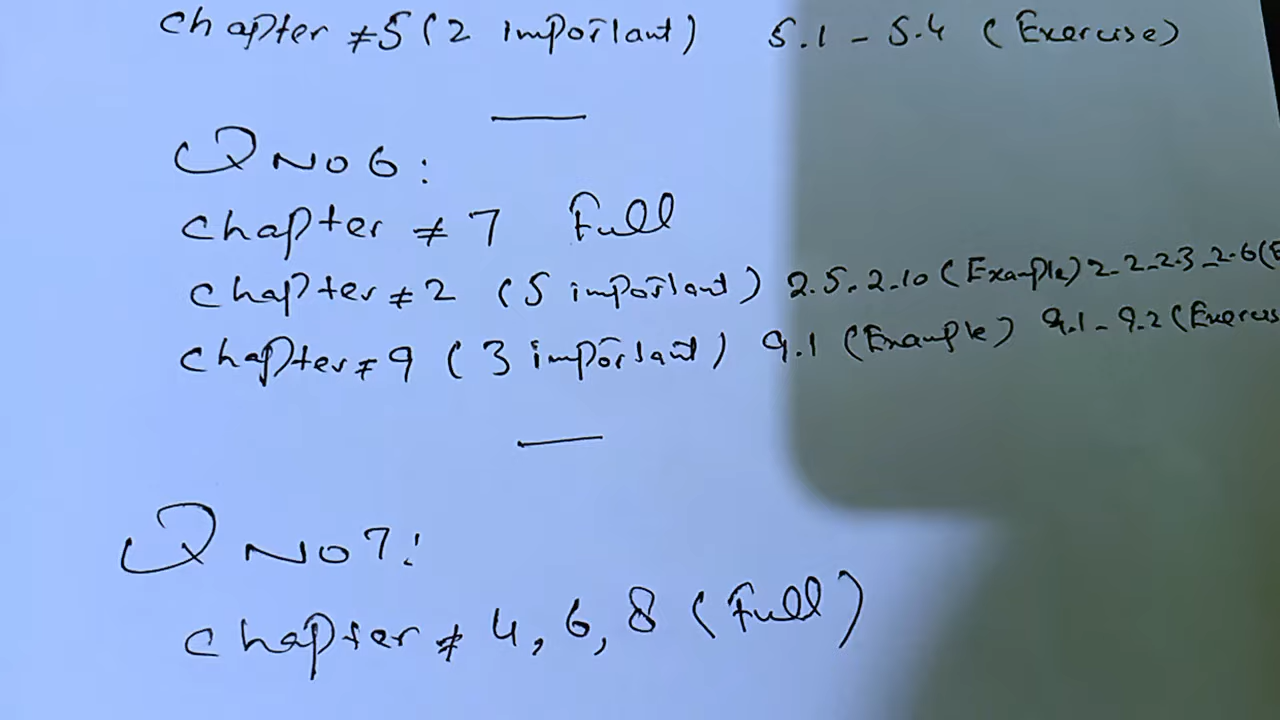 Chapter #5 (2 important) 5.1 - 5.4 (Exercise)
Q No 6:
Chapter # 7 Full
Chapter # 2 (5 important) 2.5, 2.10 (Example) 2.2-2.3-2.6 (E
Chapter # 9 (3 important) 9.1 (Example) 9.1 - 9.2 (Exercis
Q No 7:
Chapter # 4, 6, 8 (Full)